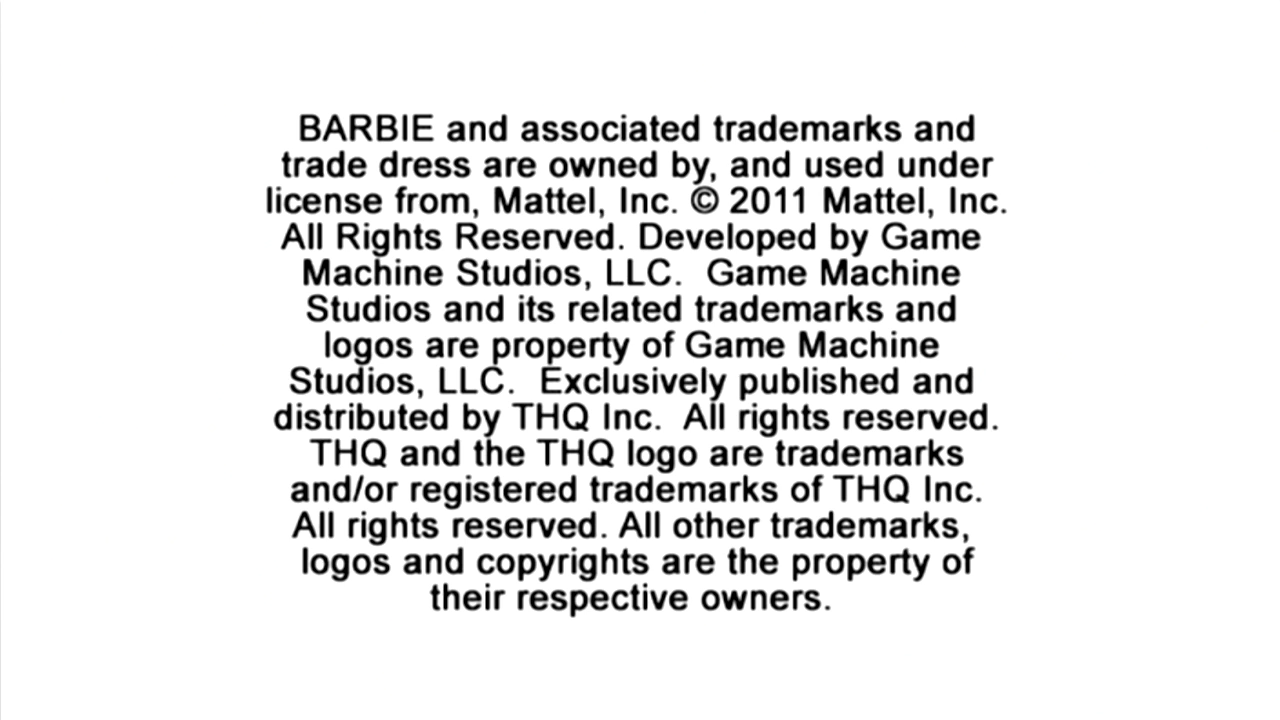 BARBIE and associated trademarks and
trade dress are owned by, and used under
license from, Mattel, Inc. © 2011 Mattel, Inc.
All Rights Reserved. Developed by Game
Machine Studios, LLC.  Game Machine
Studios and its related trademarks and
logos are property of Game Machine
Studios, LLC.  Exclusively published and
distributed by THQ Inc.  All rights reserved.
THQ and the THQ logo are trademarks
and/or registered trademarks of THQ Inc.
All rights reserved. All other trademarks,
logos and copyrights are the property of
their respective owners.